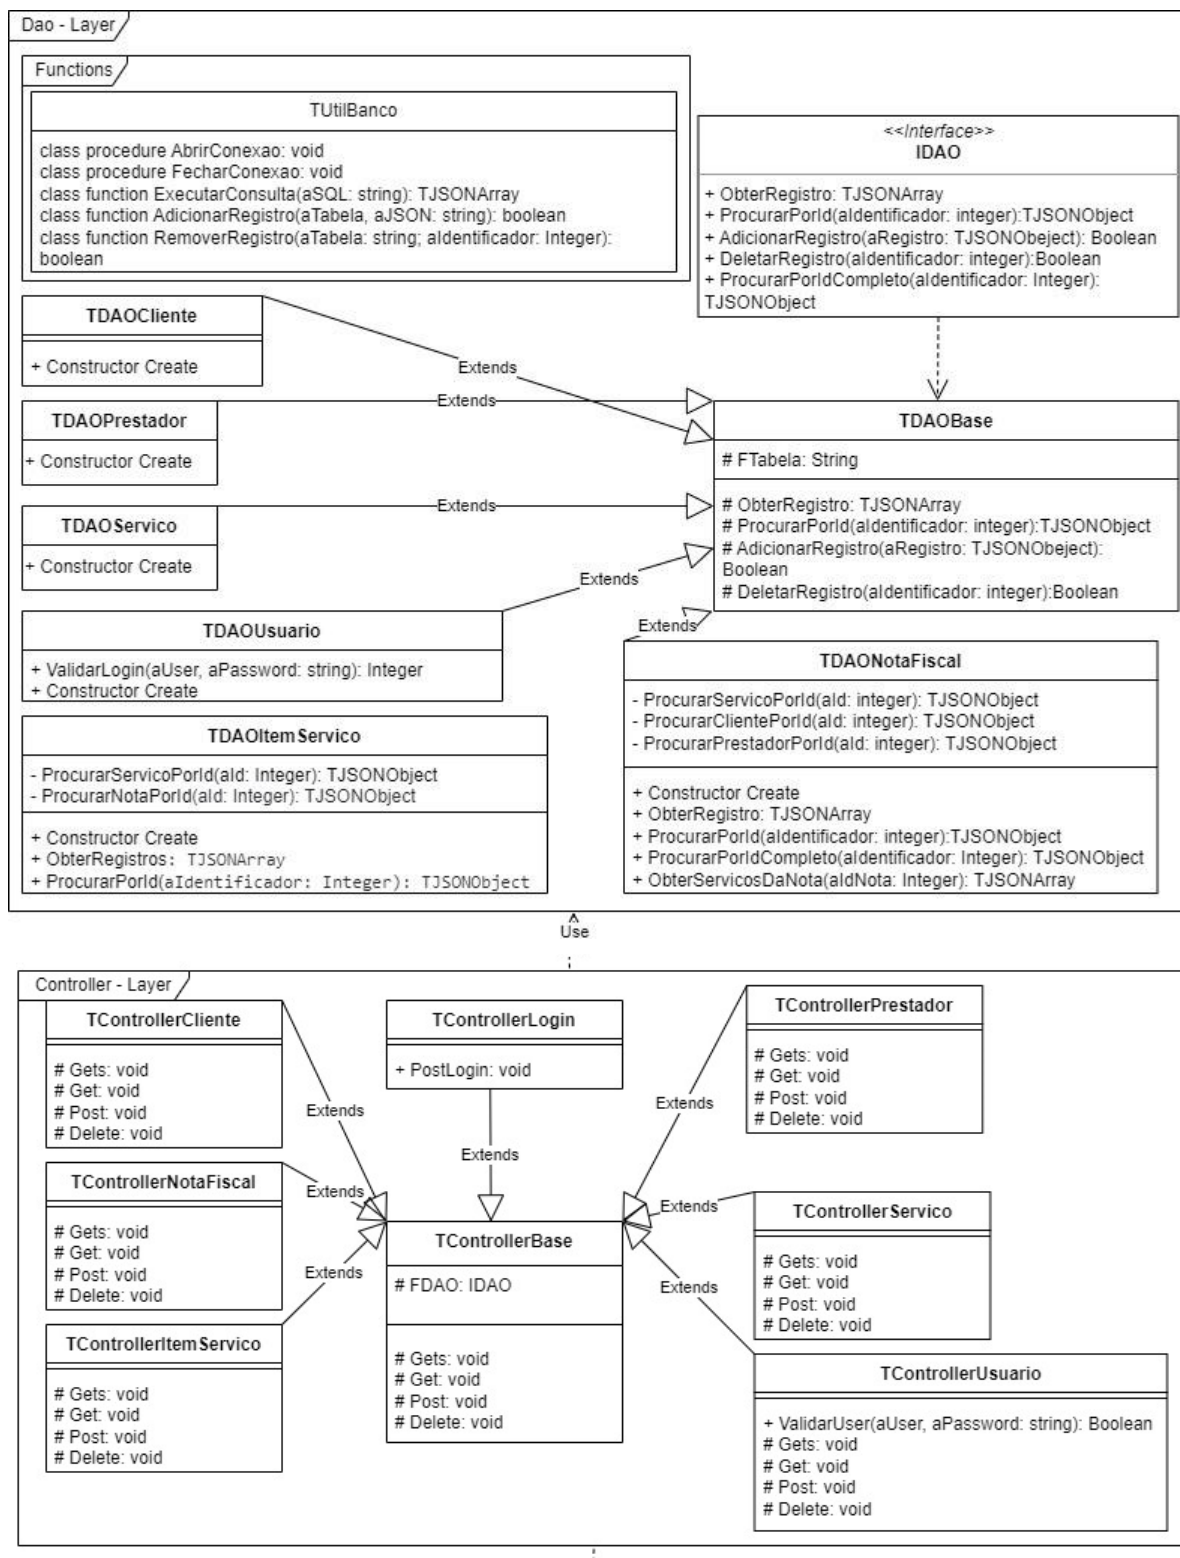 Dao - Layer
Functions
TUtilBanco
class procedure AbrirConexao: void
class procedure FecharConexao: void
class function ExecutarConsulta(aSQL: string): TJSONArray
class function AdicionarRegistro(aTabela, aJSON: string): boolean
class function RemoverRegistro(aTabela: string; aIdentificador: Integer):
boolean
<<Interface>>
IDAO
+ ObterRegistro: TJSONArray
+ ProcurarPorId(aIdentificador: integer):TJSONObject
+ AdicionarRegistro(aRegistro: TJSONObeject): Boolean
+ DeletarRegistro(aIdentificador: integer):Boolean
+ ProcurarPorIdCompleto(aIdentificador: Integer):
TJSONObject
TDAOCliente
+ Constructor Create
Extends
TDAOPrestador
+ Constructor Create
Extends
TDAOServico
+ Constructor Create
Extends
TDAOBase
# FTabela: String
# ObterRegistro: TJSONArray
# ProcurarPorId(aIdentificador: integer):TJSONObject
# AdicionarRegistro(aRegistro: TJSONObeject):
Boolean
# DeletarRegistro(aIdentificador: integer):Boolean
Extends
TDAOUsuario
+ ValidarLogin(aUser, aPassword: string): Integer
+ Constructor Create
Extends
TDAONotaFiscal
- ProcurarServicoPorId(aId: integer): TJSONObject
- ProcurarClientePorId(aId: integer): TJSONObject
- ProcurarPrestadorPorId(aId: integer): TJSONObject
+ Constructor Create
+ ObterRegistro: TJSONArray
+ ProcurarPorId(aIdentificador: integer):TJSONObject
+ ProcurarPorIdCompleto(aIdentificador: Integer): TJSONObject
+ ObterServicosDaNota(aIdNota: Integer): TJSONArray
TDAOItemServico
- ProcurarServicoPorId(aId: Integer): TJSONObject
- ProcurarNotaPorId(aId: Integer): TJSONObject
+ Constructor Create
+ ObterRegistros: TJSONArray
+ ProcurarPorId(aIdentificador: Integer): TJSONObject
Use
Controller - Layer
TControllerCliente
# Gets: void
# Get: void
# Post: void
# Delete: void
Extends
TControllerLogin
+ PostLogin: void
Extends
TControllerPrestador
# Gets: void
# Get: void
# Post: void
# Delete: void
Extends
TControllerNotaFiscal
# Gets: void
# Get: void
# Post: void
# Delete: void
Extends
TControllerBase
# FDAO: IDAO
# Gets: void
# Get: void
# Post: void
# Delete: void
TControllerServico
# Gets: void
# Get: void
# Post: void
# Delete: void
Extends
TControllerItemServico
# Gets: void
# Get: void
# Post: void
# Delete: void
Extends
TControllerUsuario
+ ValidarUser(aUser, aPassword: string): Boolean
# Gets: void
# Get: void
# Post: void
# Delete: void
Extends